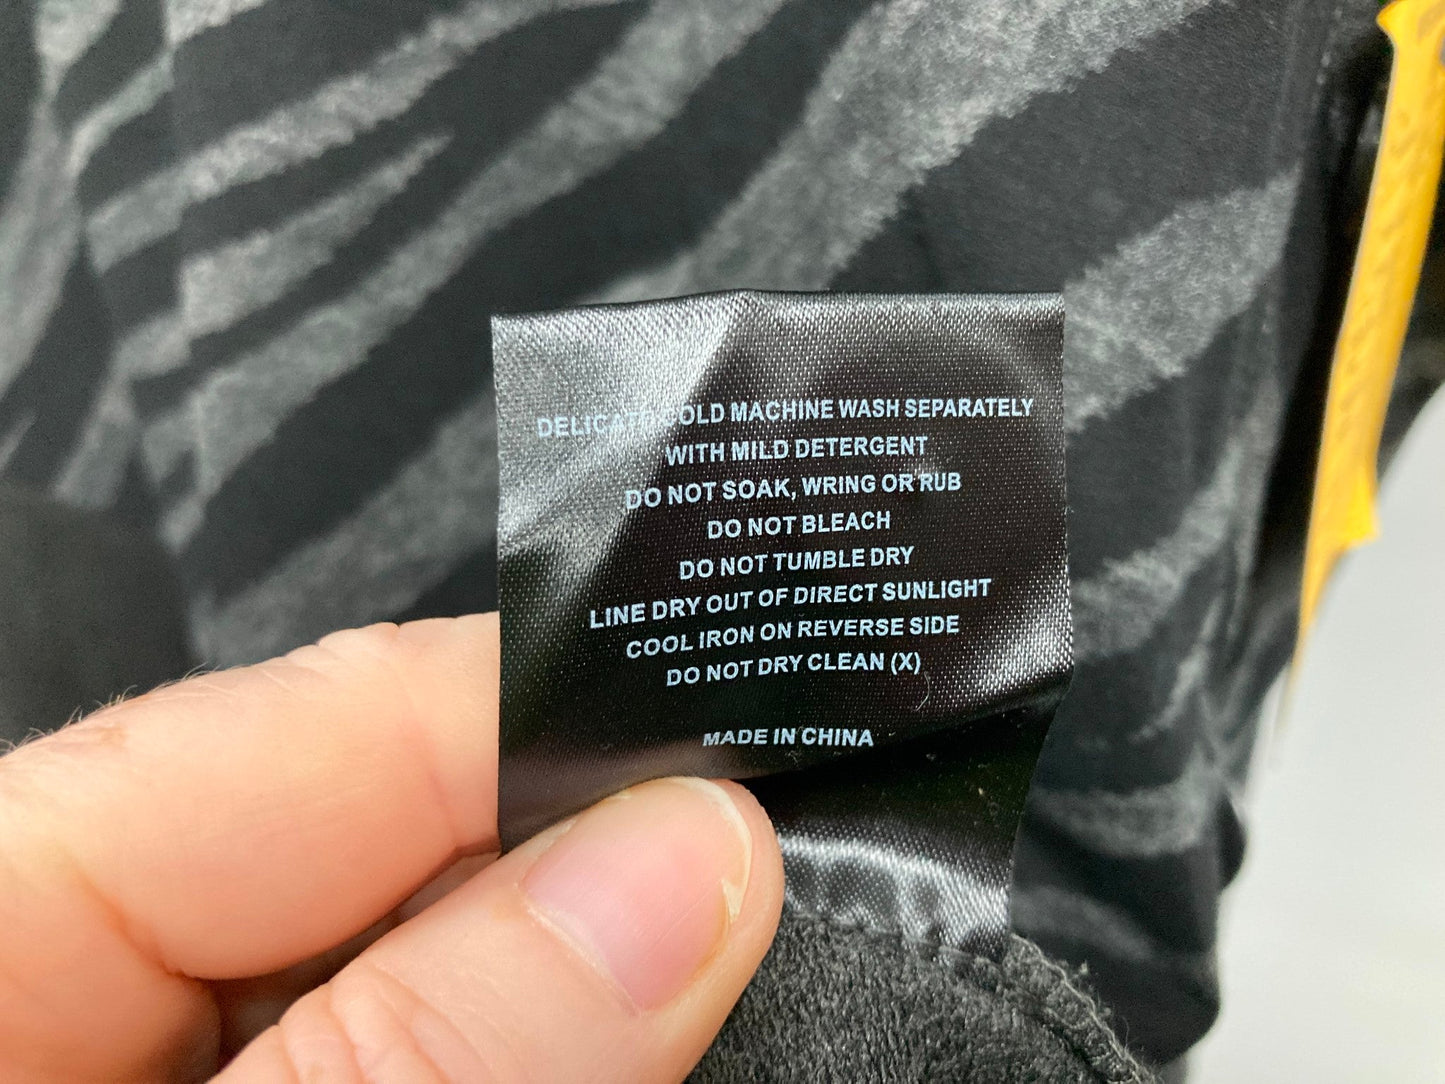 DELICATE COLD MACHINE WASH SEPARATELY
WITH MILD DETERGENT
DO NOT SOAK, WRING OR RUB
DO NOT BLEACH
DO NOT TUMBLE DRY
LINE DRY OUT OF DIRECT SUNLIGHT
COOL IRON ON REVERSE SIDE
DO NOT DRY CLEAN (X)
MADE IN CHINA